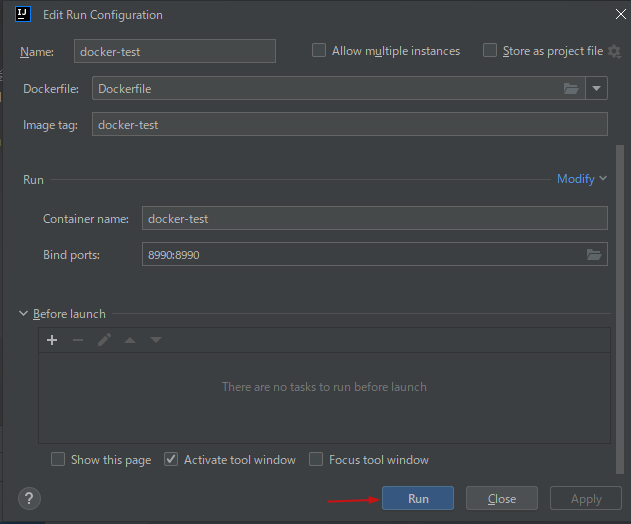 IJ Edit Run Configuration
Name: docker-test Allow multiple instances Store as project file
Dockerfile: Dockerfile
Image tag: docker-test
Run Modify
Container name: docker-test
Bind ports: 8990:8990
Before launch
There are no tasks to run before launch
Show this page Activate tool window Focus tool window
? Run Close Apply